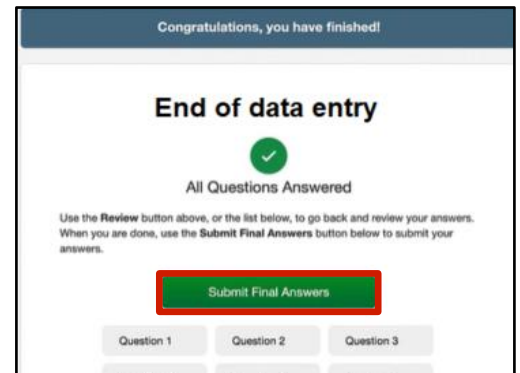 Congratulations, you have finished!
End of data entry
All Questions Answered
Use the Review button above, or the list below, to go back and review your answers.
When you are done, use the Submit Final Answers button below to submit your
answers.
Submit Final Answers
Question 1 Question 2 Question 3